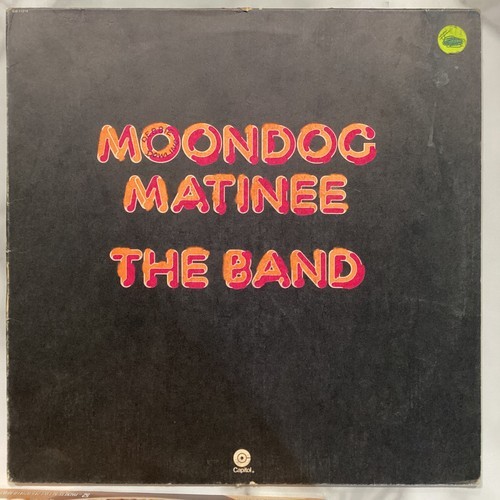 MOONDOG
MATINEE
THE BAND
Capitol